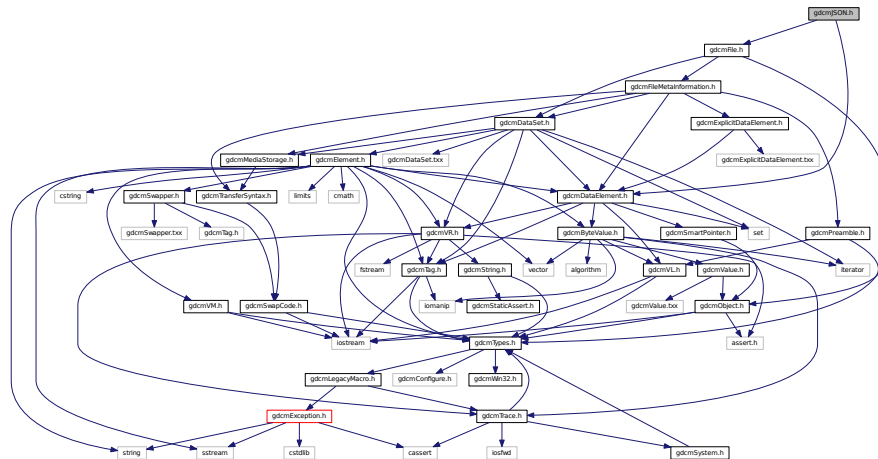 gdcmJSON.h
gdcmFile.h
gdcmFileMetaInformation.h
gdcmDataSet.h
gdcmExplicitDataElement.h
gdcmMediaStorage.h
gdcmElement.h
gdcmDataSet.txx
gdcmExplicitDataElement.txx
cstring
gdcmSwapper.h
gdcmTransferSyntax.h
limits
cmath
gdcmDataElement.h
gdcmSwapper.txx
gdcmTag.h
gdcmVR.h
gdcmByteValue.h
gdcmSmartPointer.h
set
gdcmPreamble.h
fstream
gdcmTag.h
gdcmString.h
vector
algorithm
gdcmVL.h
gdcmValue.h
iterator
gdcmVM.h
gdcmSwapCode.h
iomanip
gdcmStaticAssert.h
gdcmValue.txx
gdcmObject.h
iostream
gdcmTypes.h
assert.h
gdcmLegacyMacro.h
gdcmConfigure.h
gdcmWin32.h
gdcmException.h
gdcmTrace.h
string
sstream
cstdlib
cassert
iosfwd
gdcmSystem.h